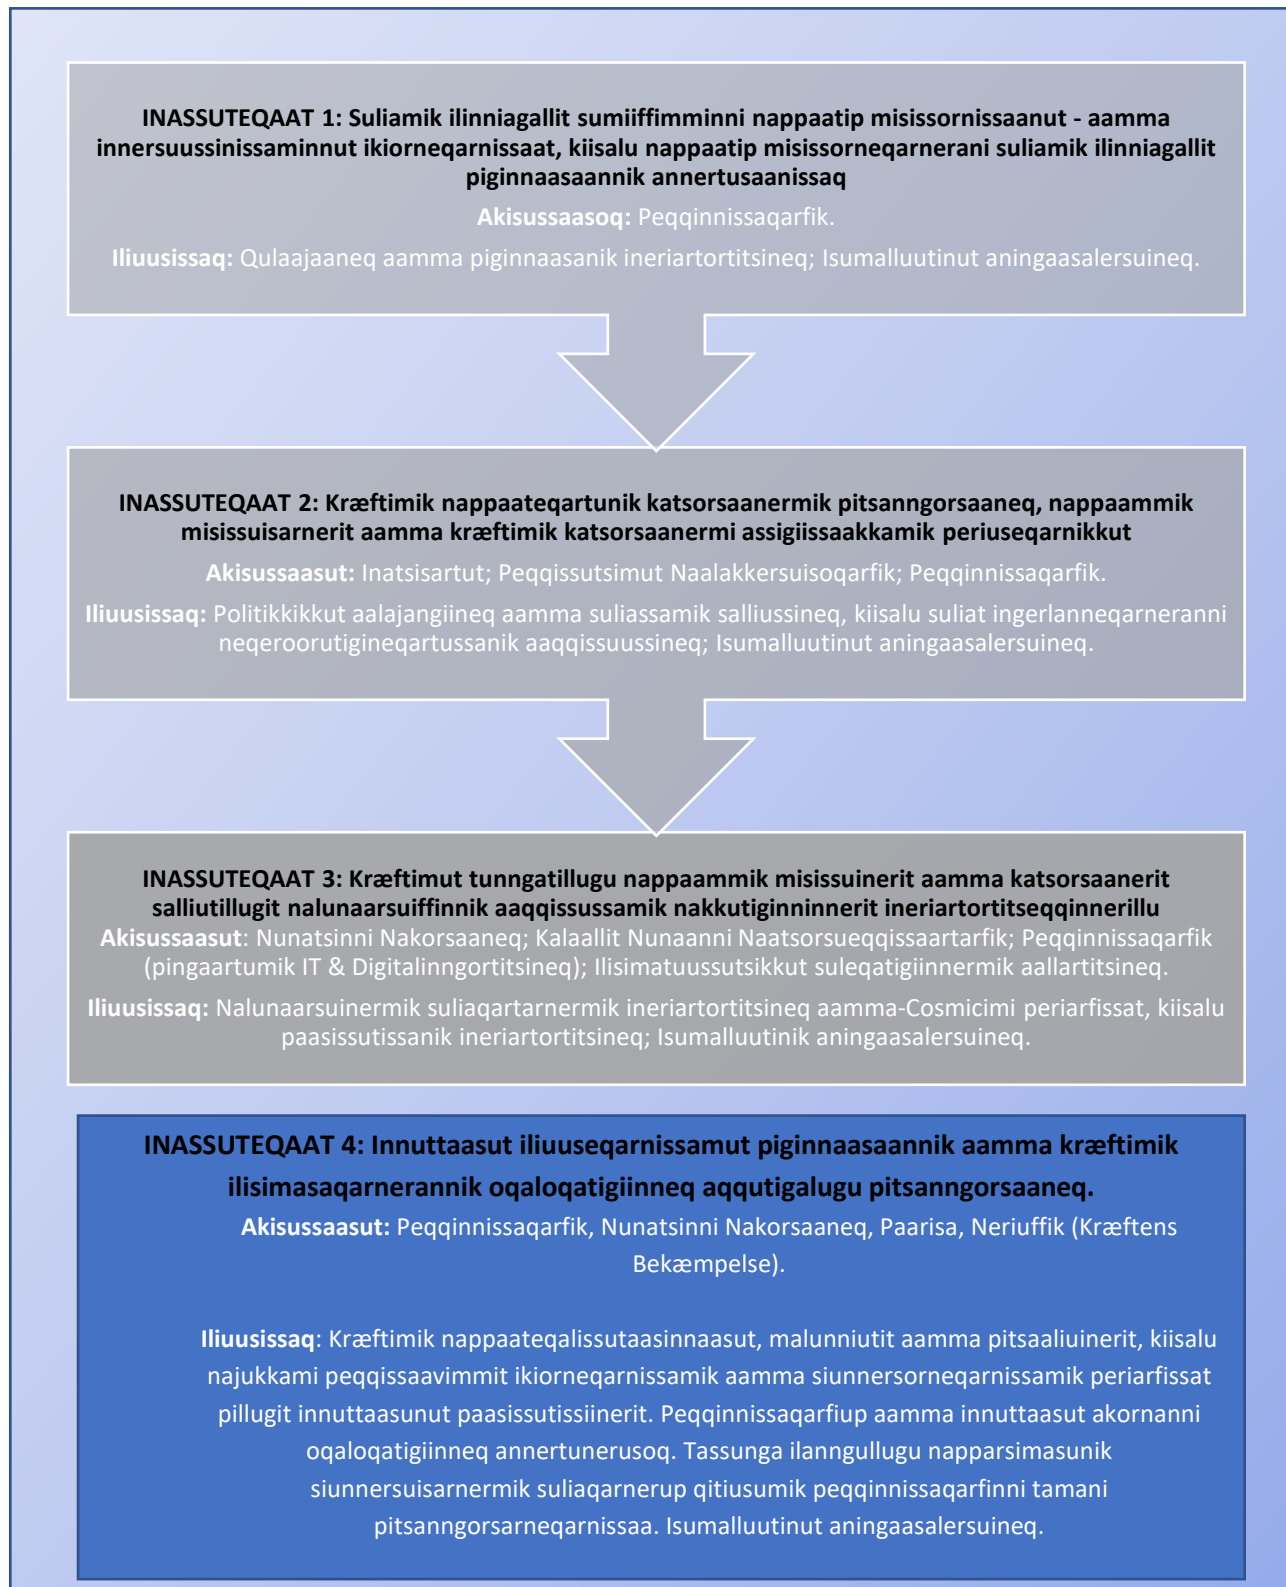 INASSUTEQAAT 1: Suliamik ilinniagallit sumiiffimminni nappaatip misissornissaanut - aamma
innersuussinissaminnut ikiorneqarnissaat, kiisalu nappaatip misissorneqarnerani suliamik ilinniagallit
piginnaasaannik annertusaanissaq
Akisussaasoq: Peqqinnissaqarfik.
Iliuusissaq: Qulaajaaneq aamma piginnaasanik ineriartortitsineq; Isumalluutinut aningaasalersuineq.
INASSUTEQAAT 2: Kræftimik nappaateqartunik katsorsaanermik pitsanngorsaaneq, nappaammik
misissuisarnerit aamma kræftimik katsorsaanermi assigiissaakkamik periuseqarnikkut
Akisussaasut: Inatsisartut; Peqqissutsimut Naalakkersuisoqarfik; Peqqinnissaqarfik.
Iliuusissaq: Politikkikkut aalajangiineq aamma suliassamik salliussineq, kiisalu suliat ingerlanneqarneranni
neqeroorutigineqartussanik aaqqissuussineq; Isumalluutinut aningaasalersuineq.
INASSUTEQAAT 3: Kræftimut tunngatillugu nappaammik misissuinerit aamma katsorsaanerit
salliutillugit nalunaarsuiffinnik aaqqissussamik nakkutiginninnerit ineriartortitseqqinnerillu
Akisussaasut: Nunatsinni Nakorsaaneq; Kalaallit Nunaanni Naatsorsueqqissaartarfik; Peqqinnissaqarfik
(pingaartumik IT & Digitalinngortitsineq); Ilisimatuussutsikkut suleqatigiinnermik aallartitsineq.
Iliuusissaq: Nalunaarsuinermik suliaqartarnermik ineriartortitsineq aamma-Cosmicimi periarfissat, kiisalu
paasissutissanik ineriartortitsineq; Isumalluutinik aningaasalersuineq.
INASSUTEQAAT 4: Innuttaasut iliuuseqarnissamut piginnaasaannik aamma kræftimik
ilisimasaqarnerannik oqaloqatigiinneq aqqutigalugu pitsanngorsaaneq.
Akisussaasut: Peqqinnissaqarfik, Nunatsinni Nakorsaaneq, Paarisa, Neriuffik (Kræftens
Bekæmpelse).
Iliuusissaq: Kræftimik nappaateqalissutaasinnaasut, malunniutit aamma pitsaaliuinerit, kiisalu
najukkami peqqissaavimmit ikiorneqarnissamik aamma siunnersorneqarnissamik periarfissat
pillugit innuttaasunut paasissutissiinerit. Peqqinnissaqarfiup aamma innuttaasut akornanni
oqaloqatigiinneq annertunerusoq. Tassunga ilanngullugu napparsimasunik
siunnersuisarnermik suliaqarnerup qitiusumik peqqinnissaqarfinni tamani
pitsanngorsarneqarnissaa. Isumalluutinut aningaasalersuineq.